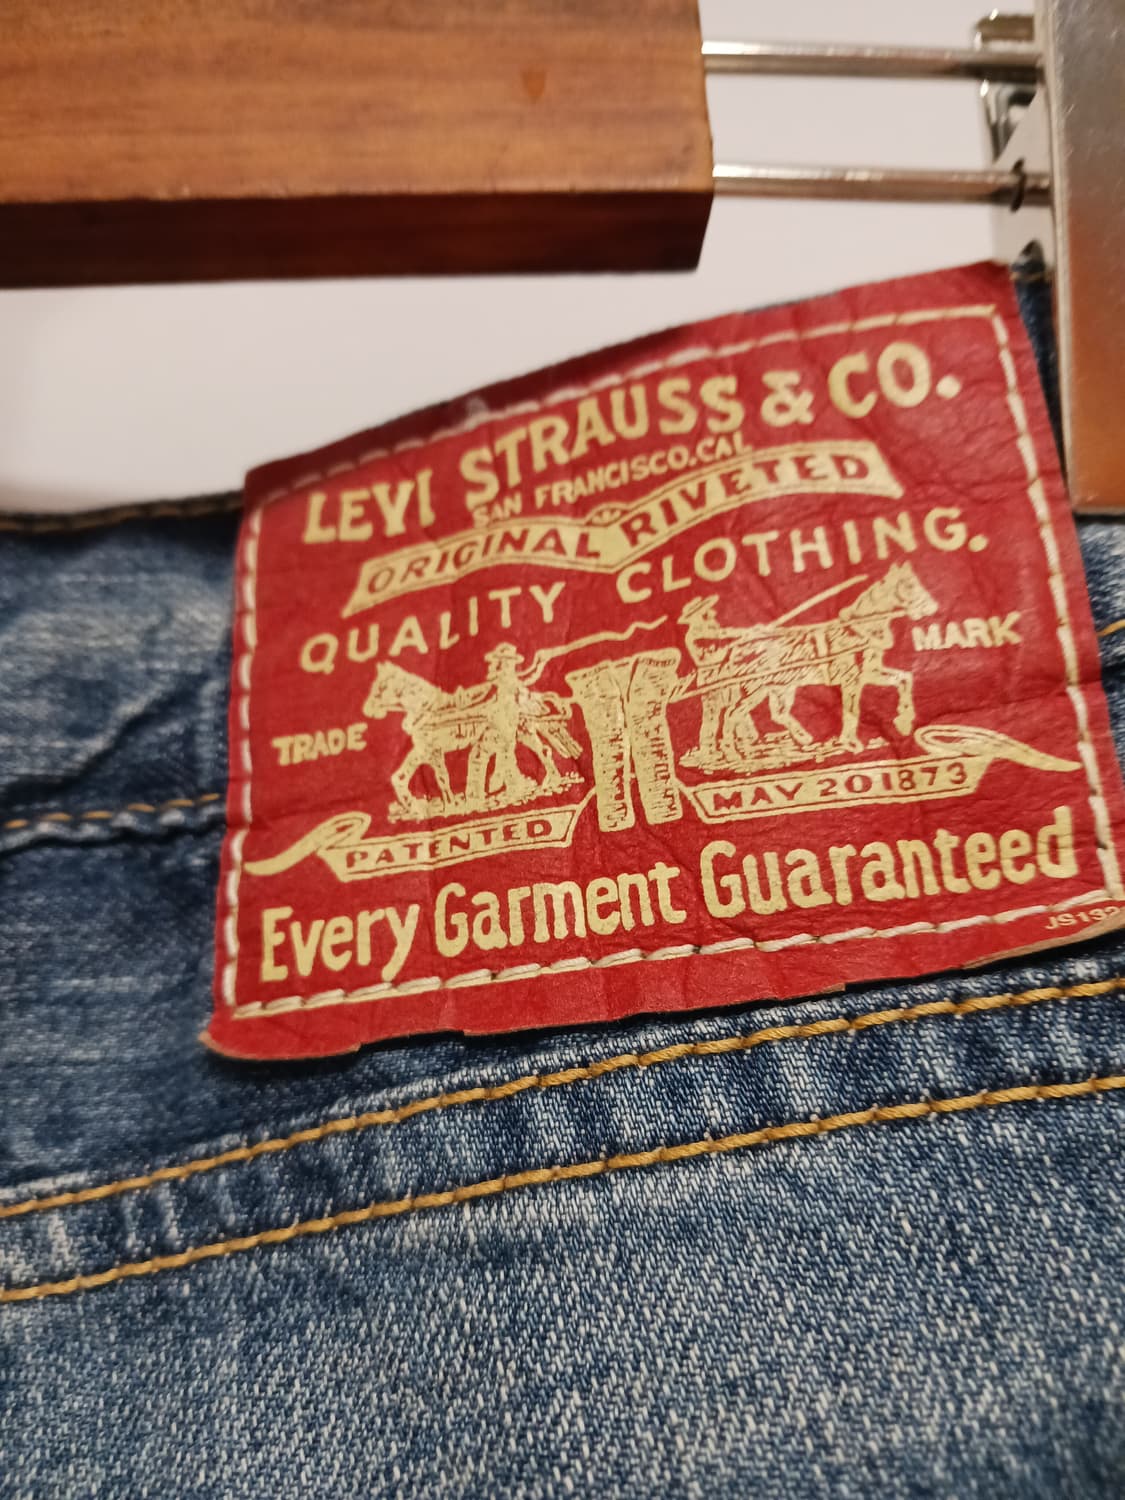 LEVI STRAUSS & CO.
SAN FRANCISCO.CAL
ORIGINAL RIVETED
QUALITY CLOTHING.
TRADE MARK
PATENTED MAY 20 1873
Every Garment Guaranteed